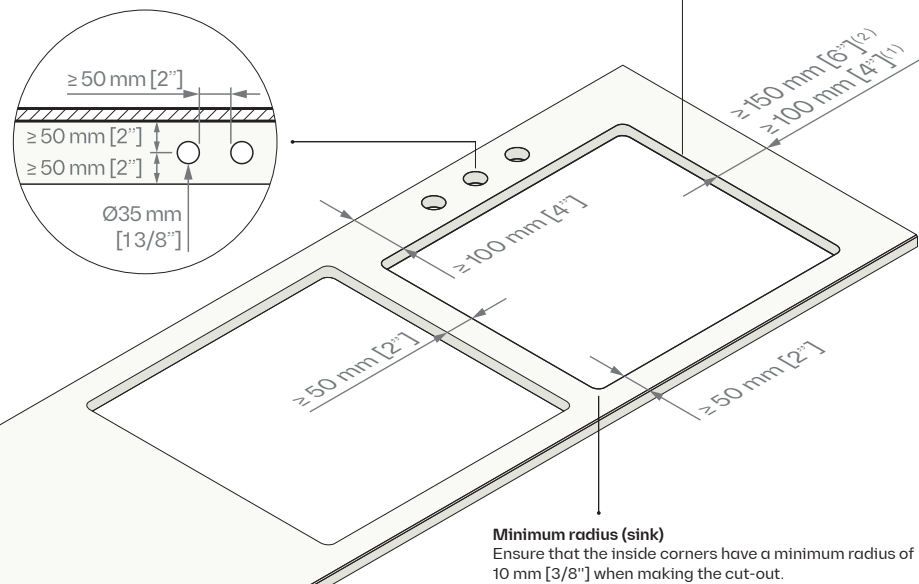 ≥ 50 mm [2”]
≥ 50 mm [2”]
≥ 50 mm [2”]
Ø35 mm
[13/8”]
≥ 150 mm [6”](2)
≥ 100 mm [4”](1)
≥ 100 mm [4”]
≥ 50 mm [2”]
≥ 50 mm [2”]
Minimum radius (sink)
Ensure that the inside corners have a minimum radius of
10 mm [3/8"] when making the cut-out.